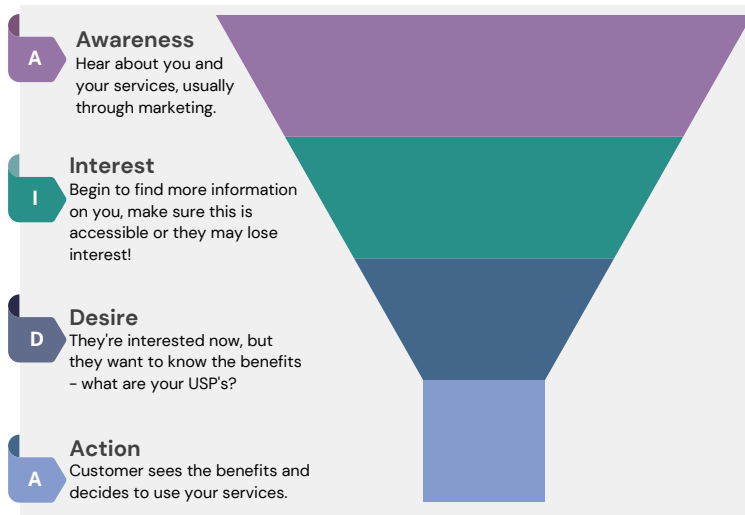 A
Awareness
Hear about you and
your services, usually
through marketing.
I
Interest
Begin to find more information
on you, make sure this is
accessible or they may lose
interest!
D
Desire
They're interested now, but
they want to know the benefits
- what are your USP's?
A
Action
Customer sees the benefits and
decides to use your services.